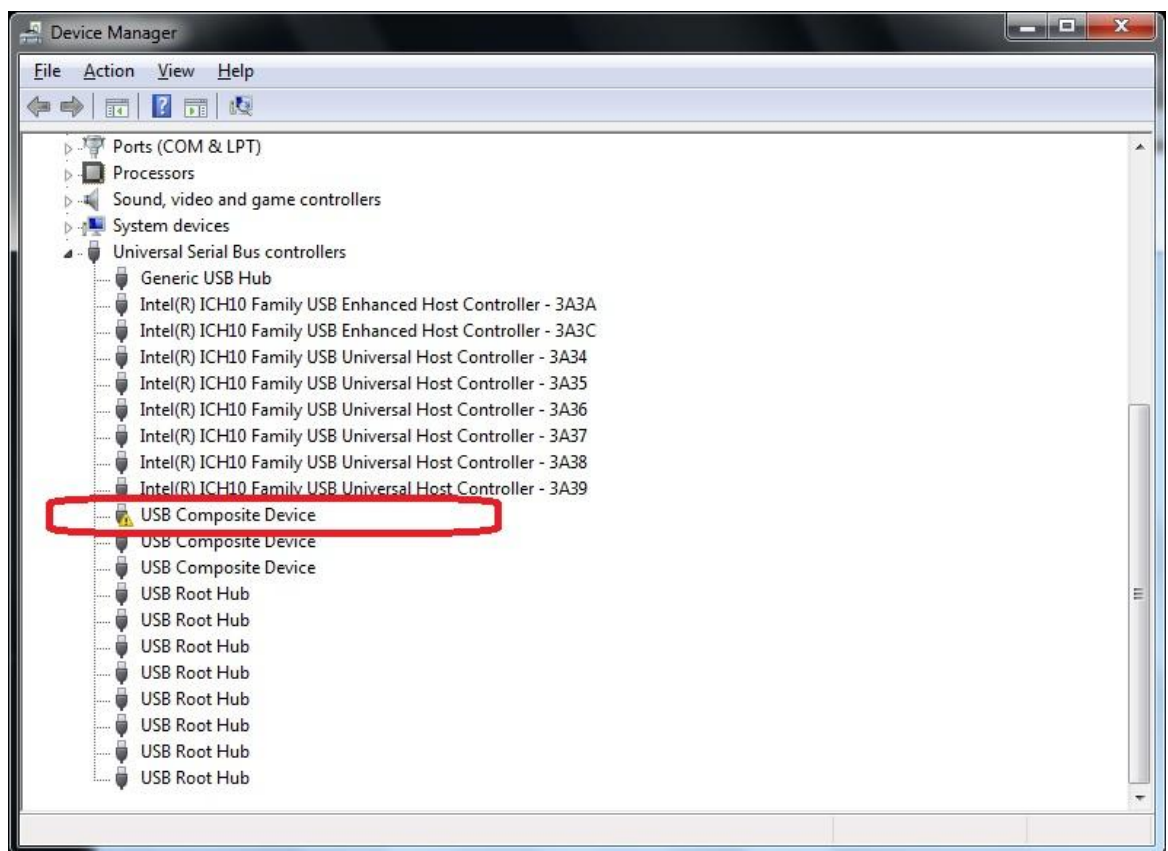 Device Manager
File Action View Help
Ports (COM & LPT)
Processors
Sound, video and game controllers
System devices
Universal Serial Bus controllers
Generic USB Hub
Intel(R) ICH10 Family USB Enhanced Host Controller - 3A3A
Intel(R) ICH10 Family USB Enhanced Host Controller - 3A3C
Intel(R) ICH10 Family USB Universal Host Controller - 3A34
Intel(R) ICH10 Family USB Universal Host Controller - 3A35
Intel(R) ICH10 Family USB Universal Host Controller - 3A36
Intel(R) ICH10 Family USB Universal Host Controller - 3A37
Intel(R) ICH10 Family USB Universal Host Controller - 3A38
Intel(R) ICH10 Family USB Universal Host Controller - 3A39
USB Composite Device
USB Composite Device
USB Composite Device
USB Root Hub
USB Root Hub
USB Root Hub
USB Root Hub
USB Root Hub
USB Root Hub
USB Root Hub
USB Root Hub